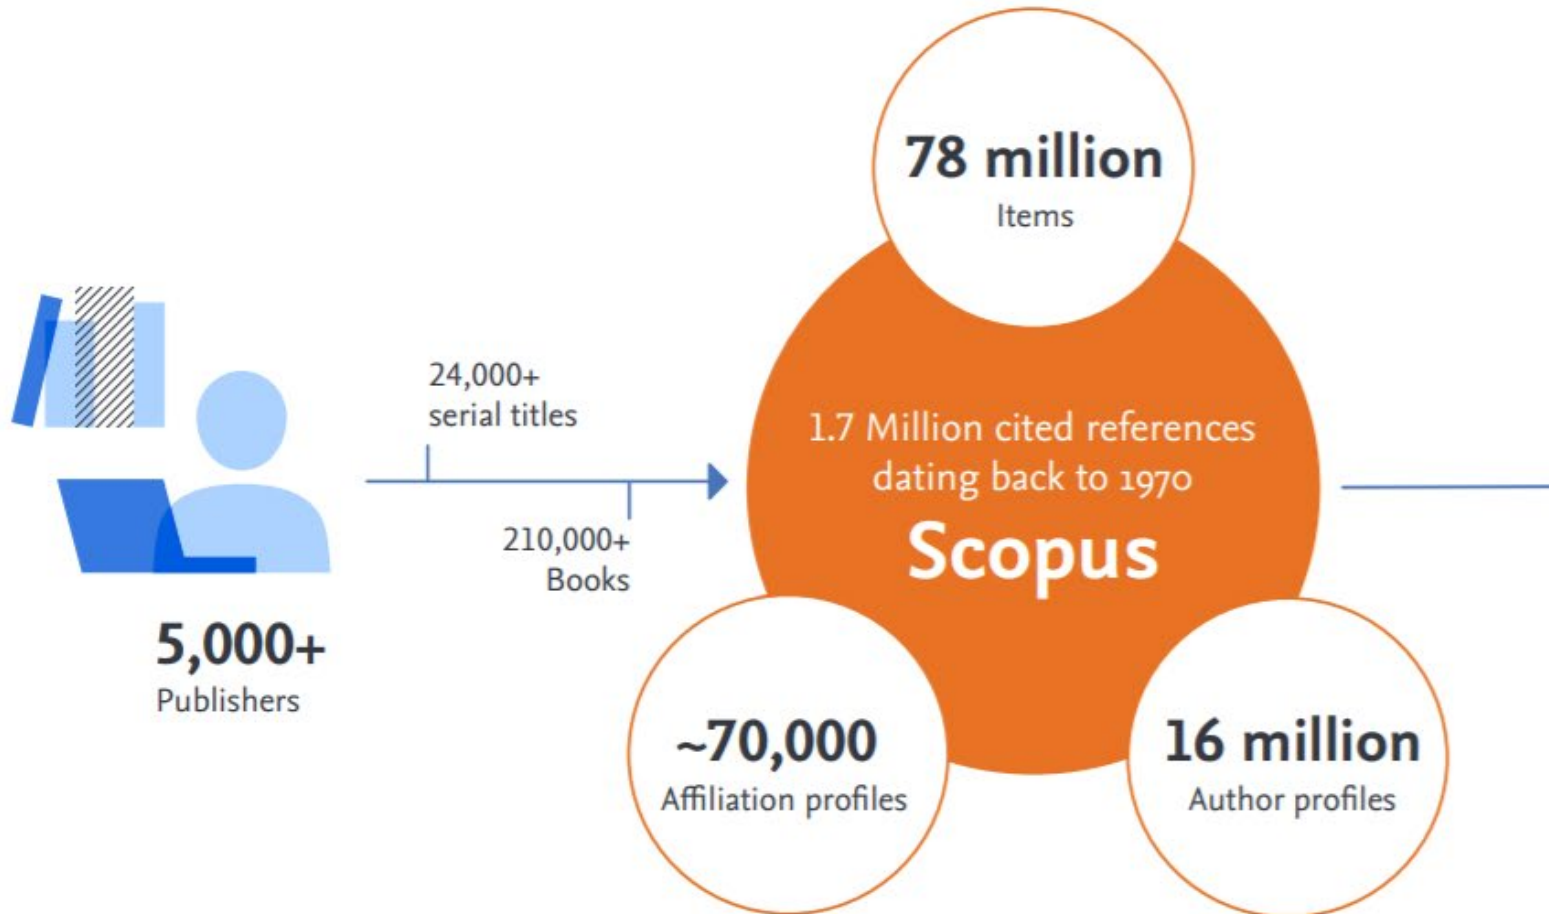 78 million
Items
24,000+
serial titles
210,000+
Books
5,000+
Publishers
1.7 Million cited references
dating back to 1970
Scopus
~70,000
Affiliation profiles
16 million
Author profiles